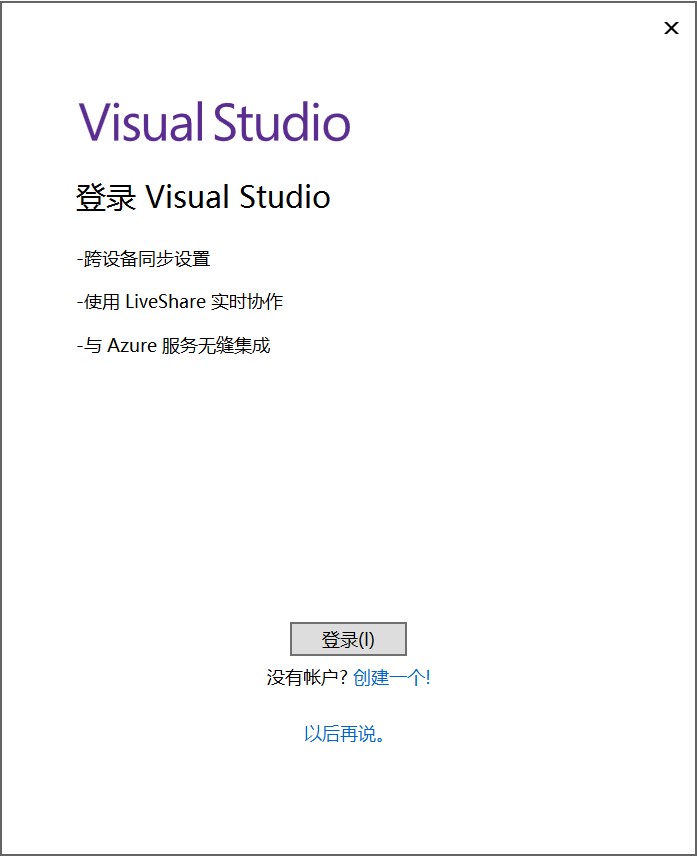 Visual Studio
登录 Visual Studio
-跨设备同步设置
-使用 LiveShare 实时协作
-与 Azure 服务无缝集成
登录(I)
没有帐户? 创建一个!
以后再说。